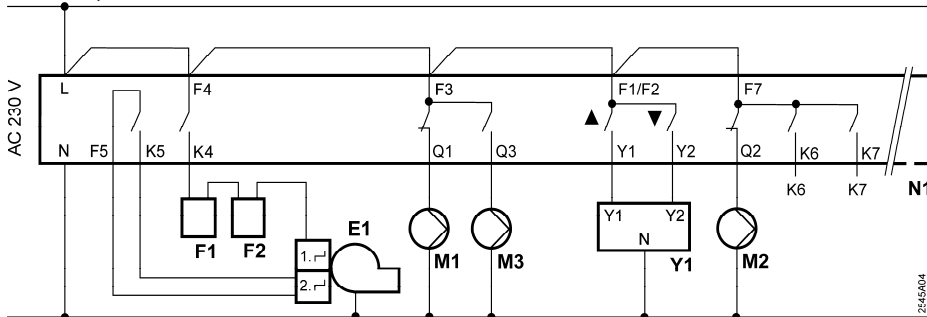 AC 230 V
L F4 F3 F1/F2 F7
▲ ▼
N F5 K5 K4 Q1 Q3 Y1 Y2 Q2 K6 K7
K6 K7 N1
Y1 Y2
F1 F2 E1
1. N
M1 M3 Y1 M2
2.
2545A04